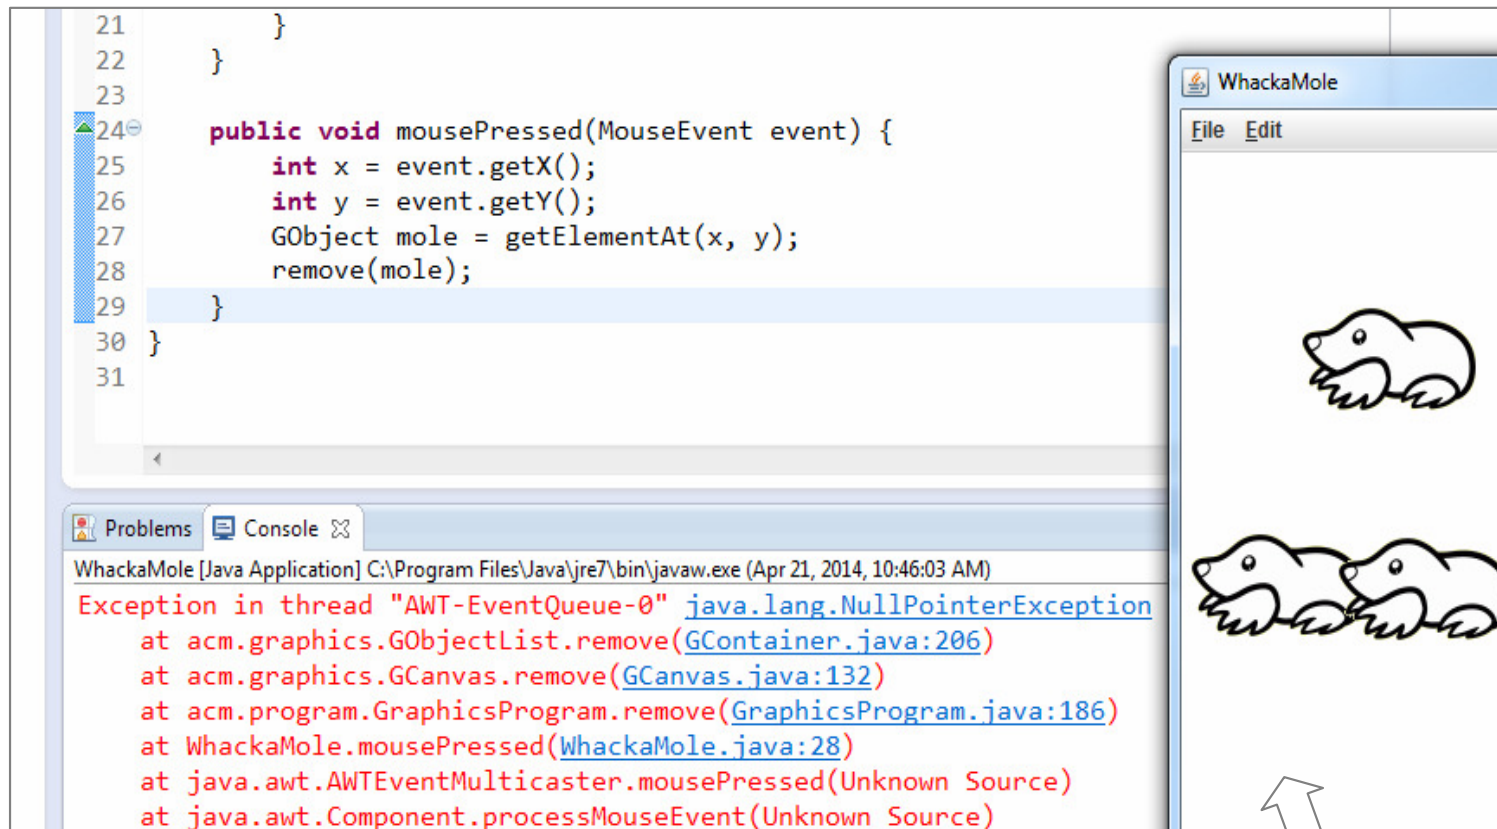 21 }
22 }
23
24 public void mousePressed(MouseEvent event) {
25 int x = event.getX();
26 int y = event.getY();
27 GObject mole = getElementAt(x, y);
28 remove(mole);
29 }
30 }
31
WhackaMole
File Edit
Problems Console
WhackaMole [Java Application] C:\Program Files\Java\jre7\bin\javaw.exe (Apr 21, 2014, 10:46:03 AM)
Exception in thread "AWT-EventQueue-0" java.lang.NullPointerException
at acm.graphics.GObjectList.remove(GContainer.java:206)
at acm.graphics.GCanvas.remove(GCanvas.java:132)
at acm.program.GraphicsProgram.remove(GraphicsProgram.java:186)
at WhackaMole.mousePressed(WhackaMole.java:28)
at java.awt.AWTEventMulticaster.mousePressed(Unknown Source)
at java.awt.Component.processMouseEvent(Unknown Source)